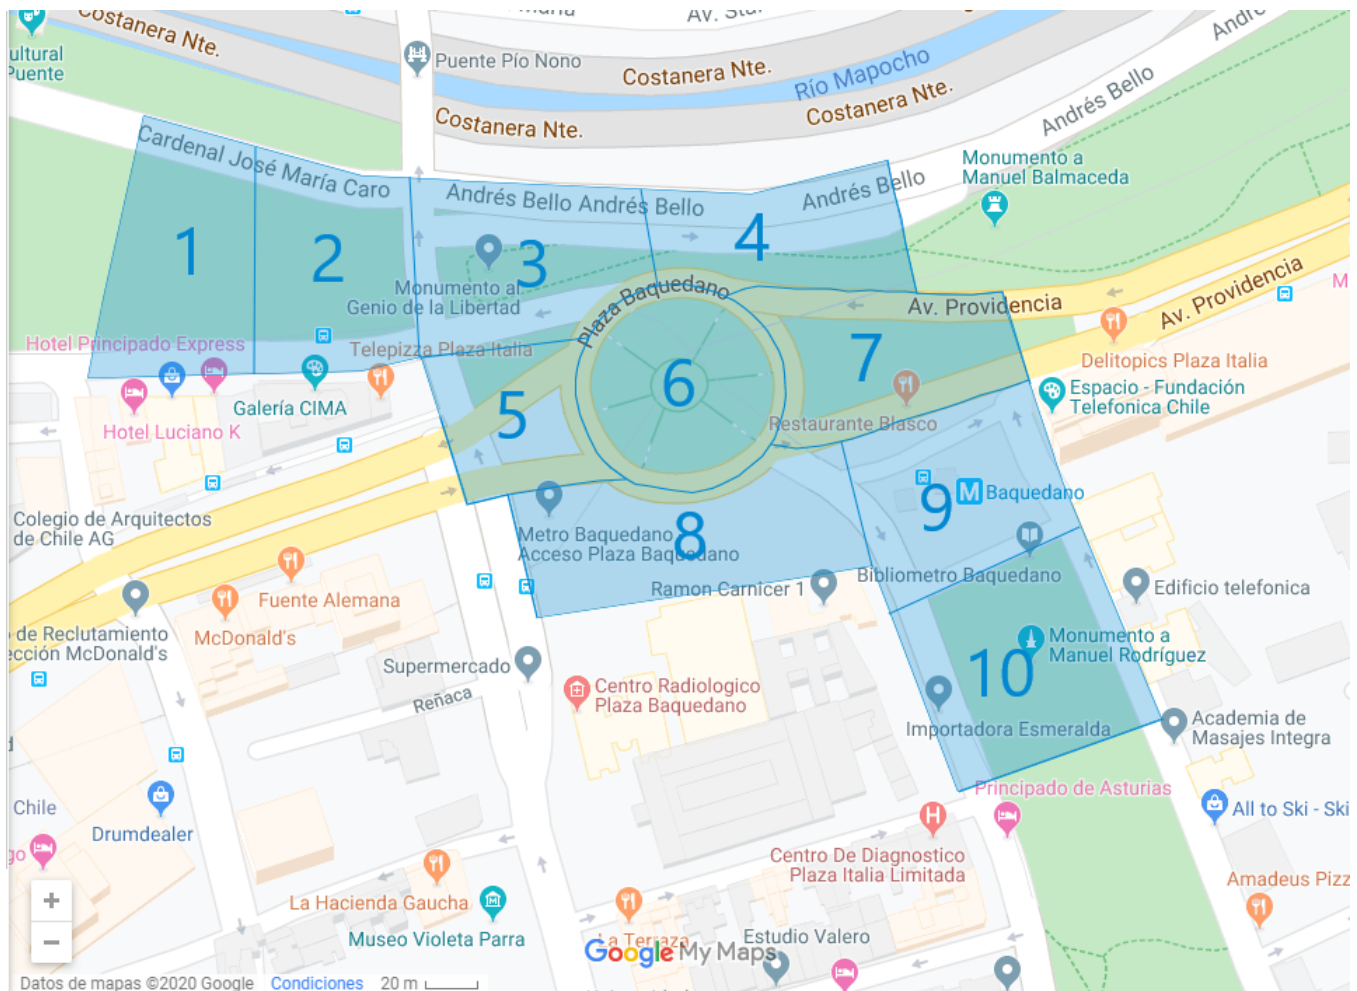 Costanera Nte.
Av. Sta
André
ultural
Puente
Puente Pío Nono
Costanera Nte.
Río Mapocho
Costanera Nte.
Costanera Nte.
Andrés Bello
Cardenal José María Caro
Monumento a
Manuel Balmaceda
Andrés Bello Andrés Bello
Andrés Bello
1
2
3
4
Monumento al
Genio de la Libertad
Plaza Baquedano
Av. Providencia
Av. Providencia
M
Hotel Principado Express
Telepizza Plaza Italia
Delitopics Plaza Italia
5
6
7
Galería CIMA
Espacio - Fundación
Telefonica Chile
Hotel Luciano K
Restaurante Blasco
M Baquedano
9
Colegio de Arquitectos
de Chile AG
Metro Baquedano
Acceso Plaza Baquedano
8
Bibliometro Baquedano
Ramon Carnicer 1
Edificio telefonica
Fuente Alemana
McDonald's
o de Reclutamiento
ección McDonald's
Monumento a
Manuel Rodríguez
10
Supermercado
Reñaca
Centro Radiologico
Plaza Baquedano
Importadora Esmeralda
Academia de
Masajes Integra
Principado de Asturias
Chile
Drumdealer
All to Ski - Ski
go
H
Centro De Diagnostico
Plaza Italia Limitada
Amadeus Pizz
La Hacienda Gaucha
Museo Violeta Parra
La Terraza
Estudio Valero
Google My Maps
+
−
Datos de mapas ©2020 Google Condiciones 20 m